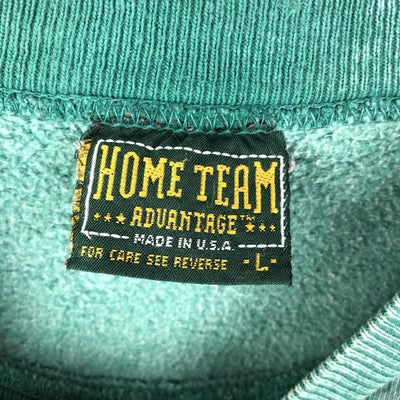 HOME TEAM
★★★ ADVANTAGE™ ★★★
MADE IN U.S.A.
FOR CARE SEE REVERSE -L-